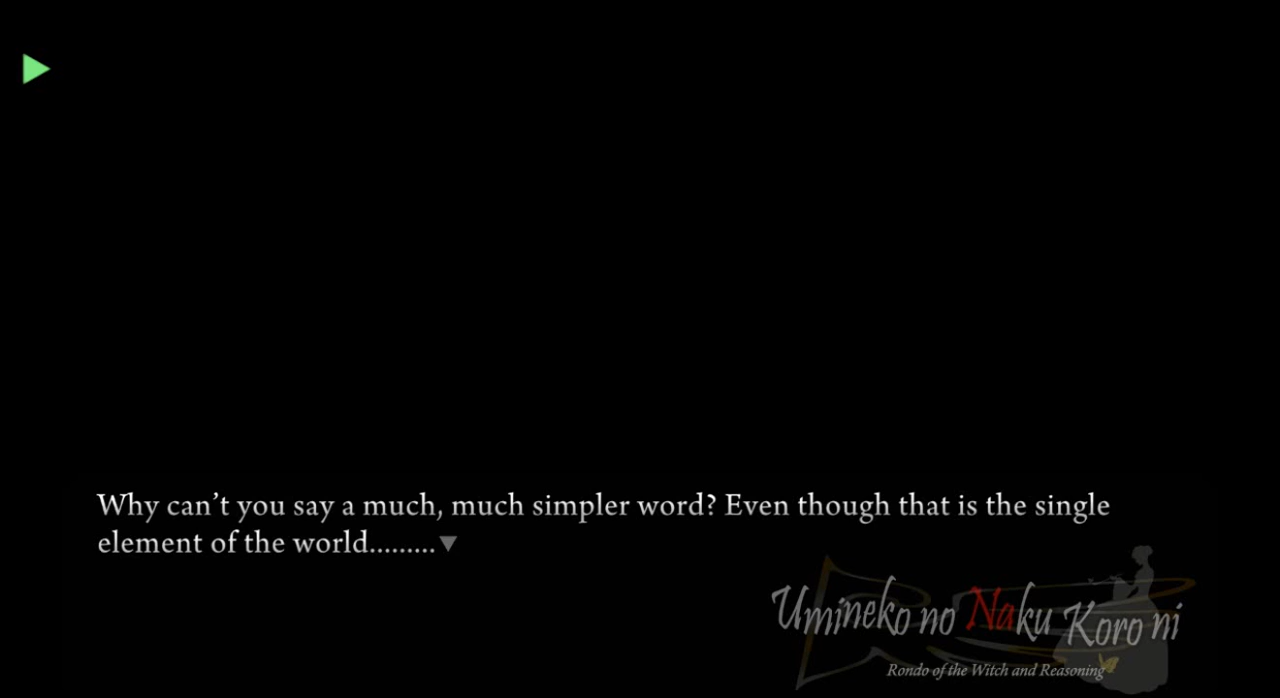 Why can't you say a much, much simpler word? Even though that is the single
element of the world.........
Umineko no Naku Koro ni
Rondo of the Witch and Reasoning